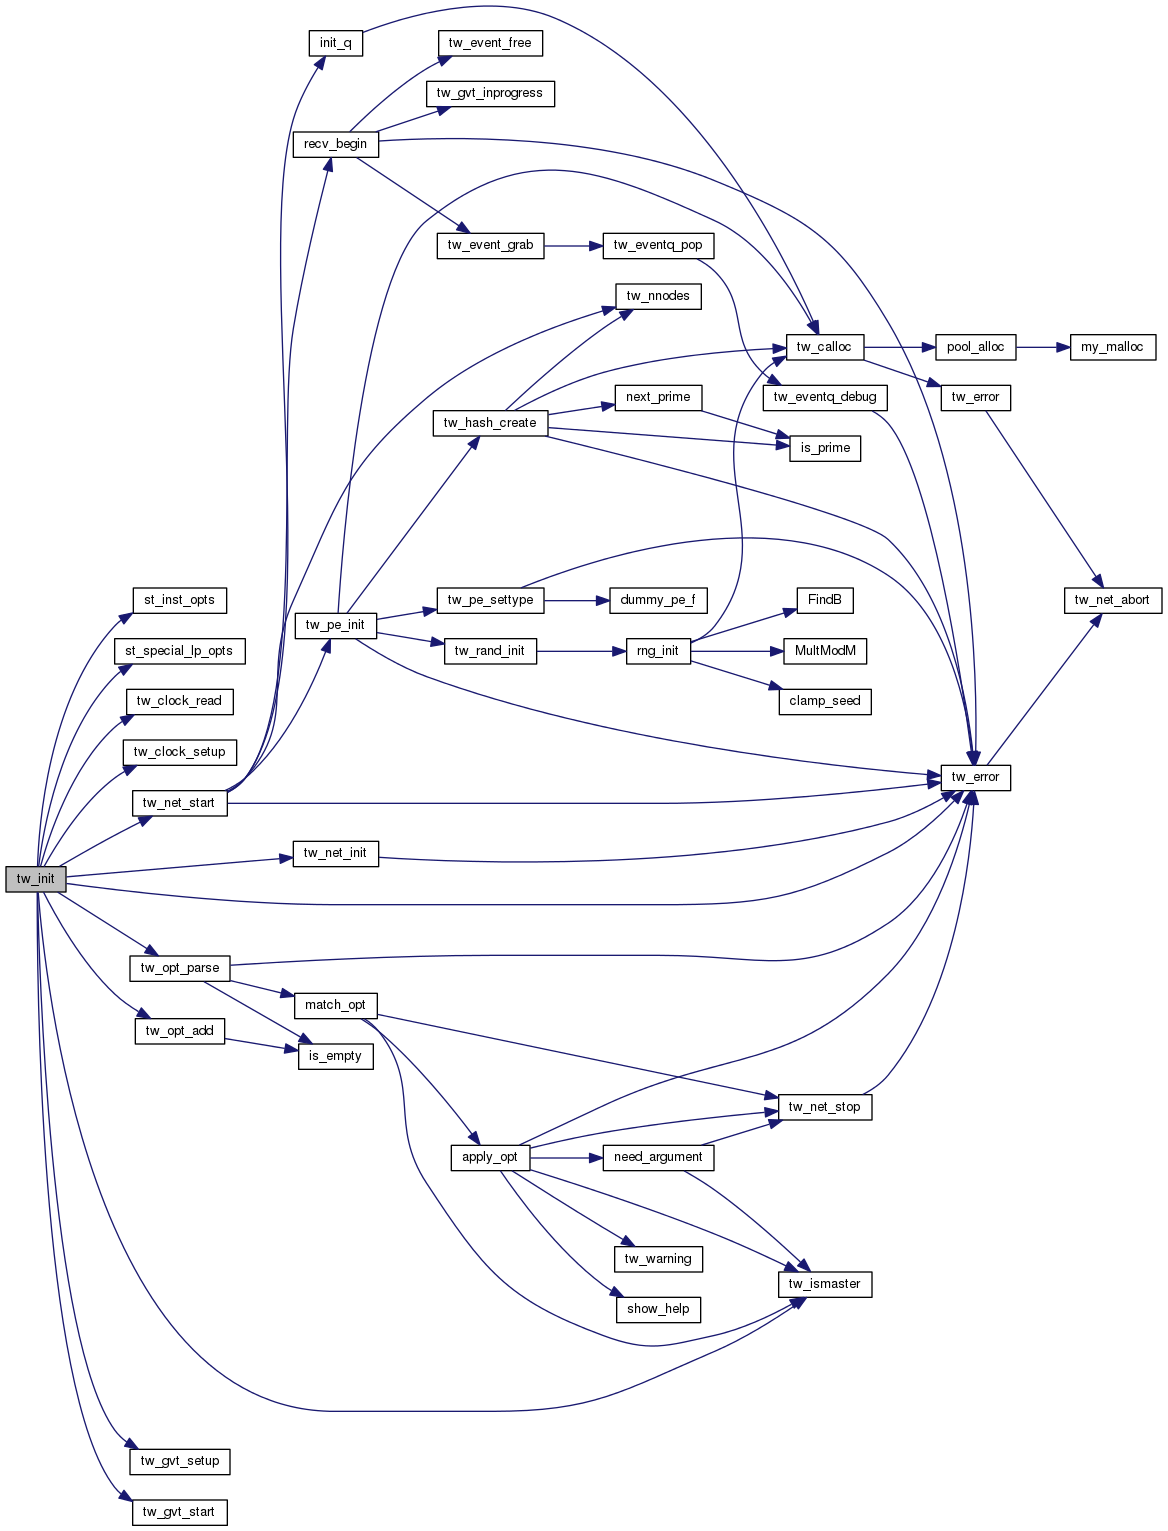 init_q
tw_event_free
tw_gvt_inprogress
recv_begin
tw_event_grab
tw_eventq_pop
tw_nnodes
tw_calloc
pool_alloc
my_malloc
tw_eventq_debug
tw_error
next_prime
tw_hash_create
is_prime
st_inst_opts
tw_pe_settype
dummy_pe_f
FindB
tw_net_abort
tw_pe_init
st_special_lp_opts
tw_rand_init
rng_init
MultModM
tw_clock_read
clamp_seed
tw_clock_setup
tw_error
tw_net_start
tw_net_init
tw_init
tw_opt_parse
match_opt
tw_opt_add
is_empty
tw_net_stop
apply_opt
need_argument
tw_warning
tw_ismaster
show_help
tw_gvt_setup
tw_gvt_start